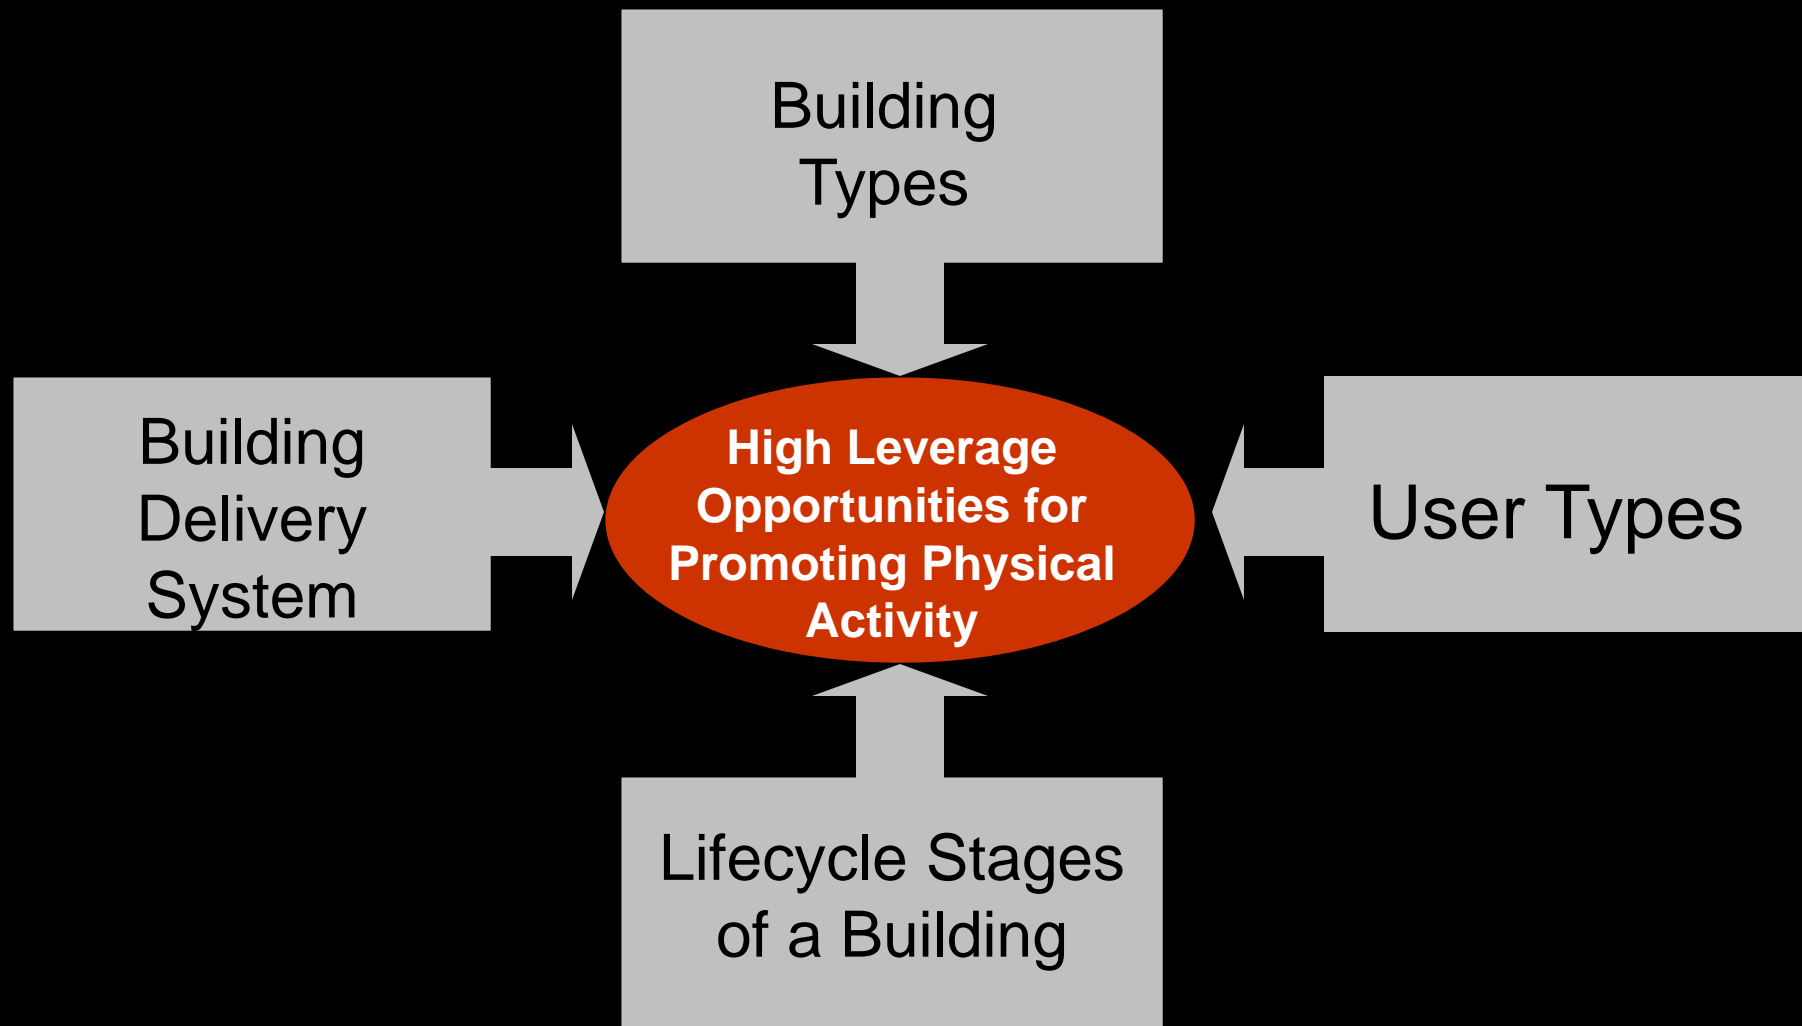 Building
Types
Building
Delivery
System
High Leverage
Opportunities for
Promoting Physical
Activity
User Types
Lifecycle Stages
of a Building